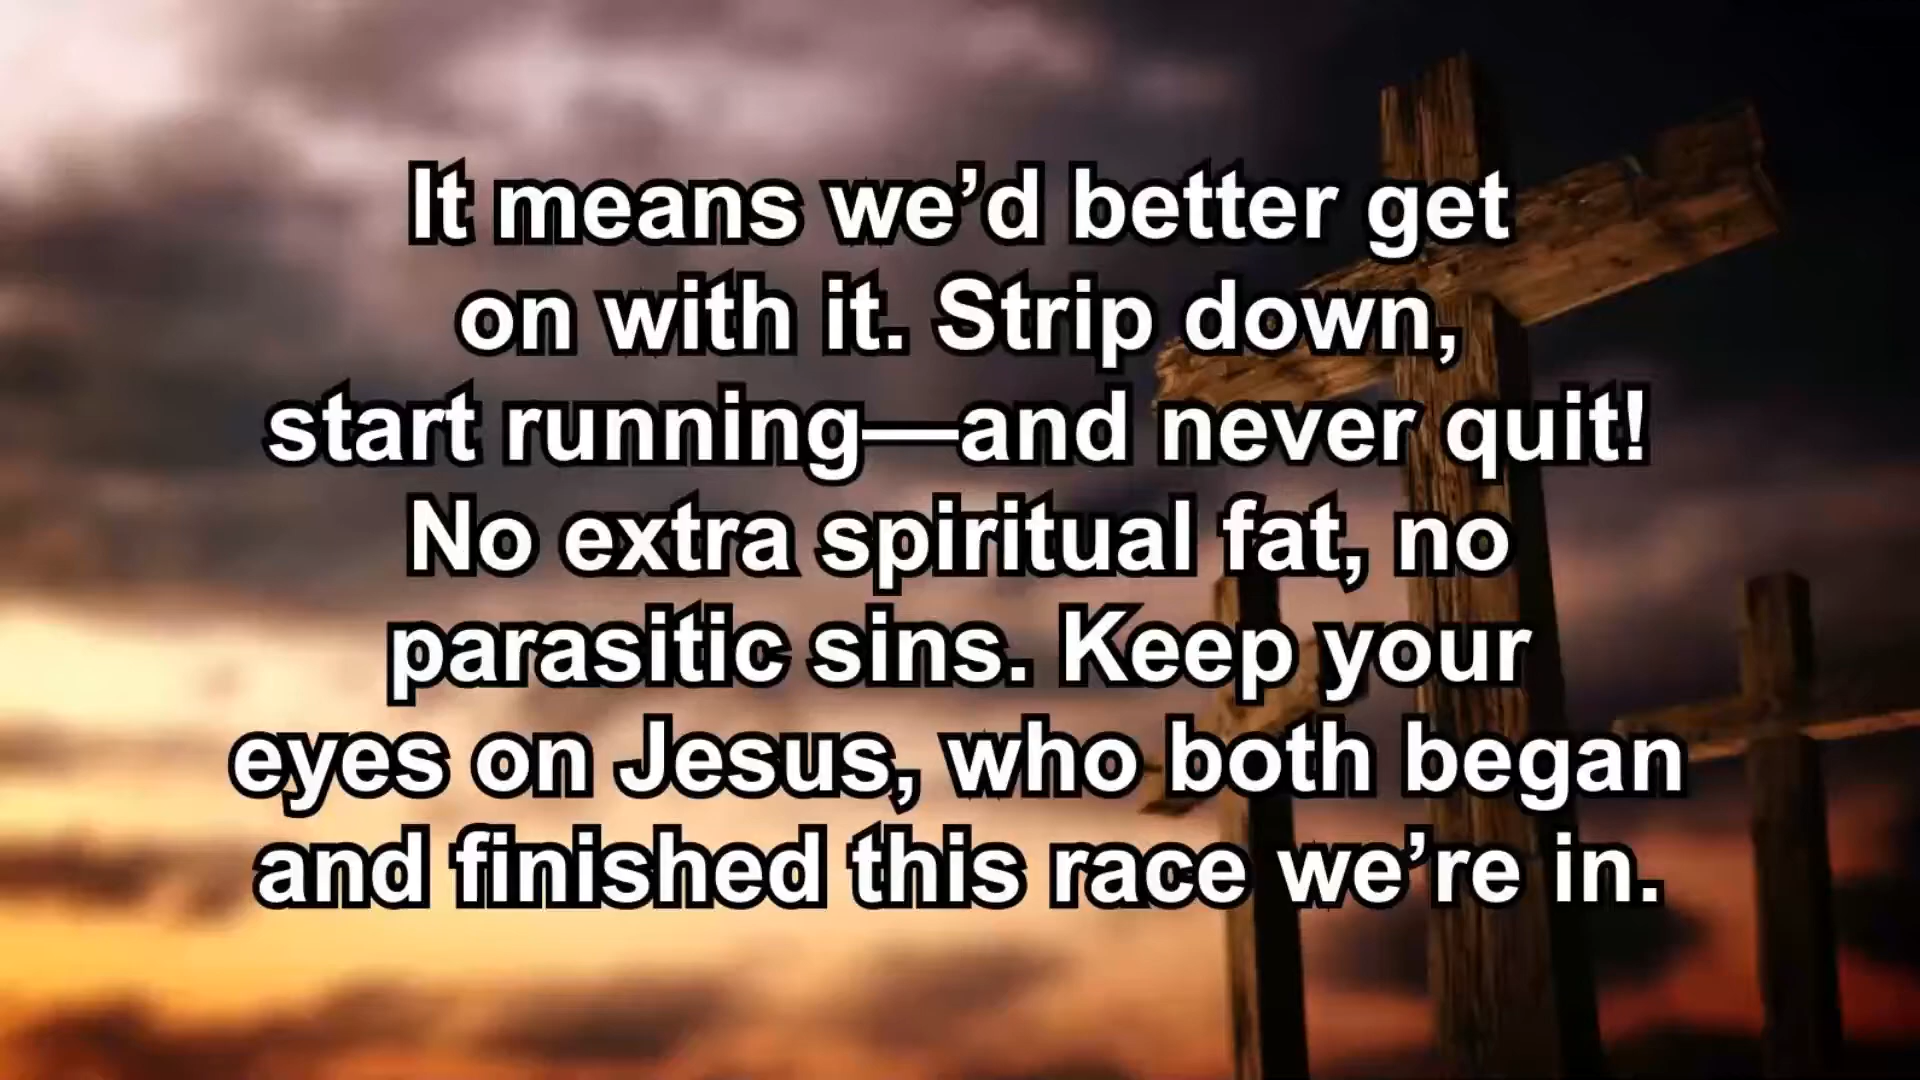 It means we’d better get
on with it. Strip down,
start running—and never quit!
No extra spiritual fat, no
parasitic sins. Keep your
eyes on Jesus, who both began
and finished this race we’re in.